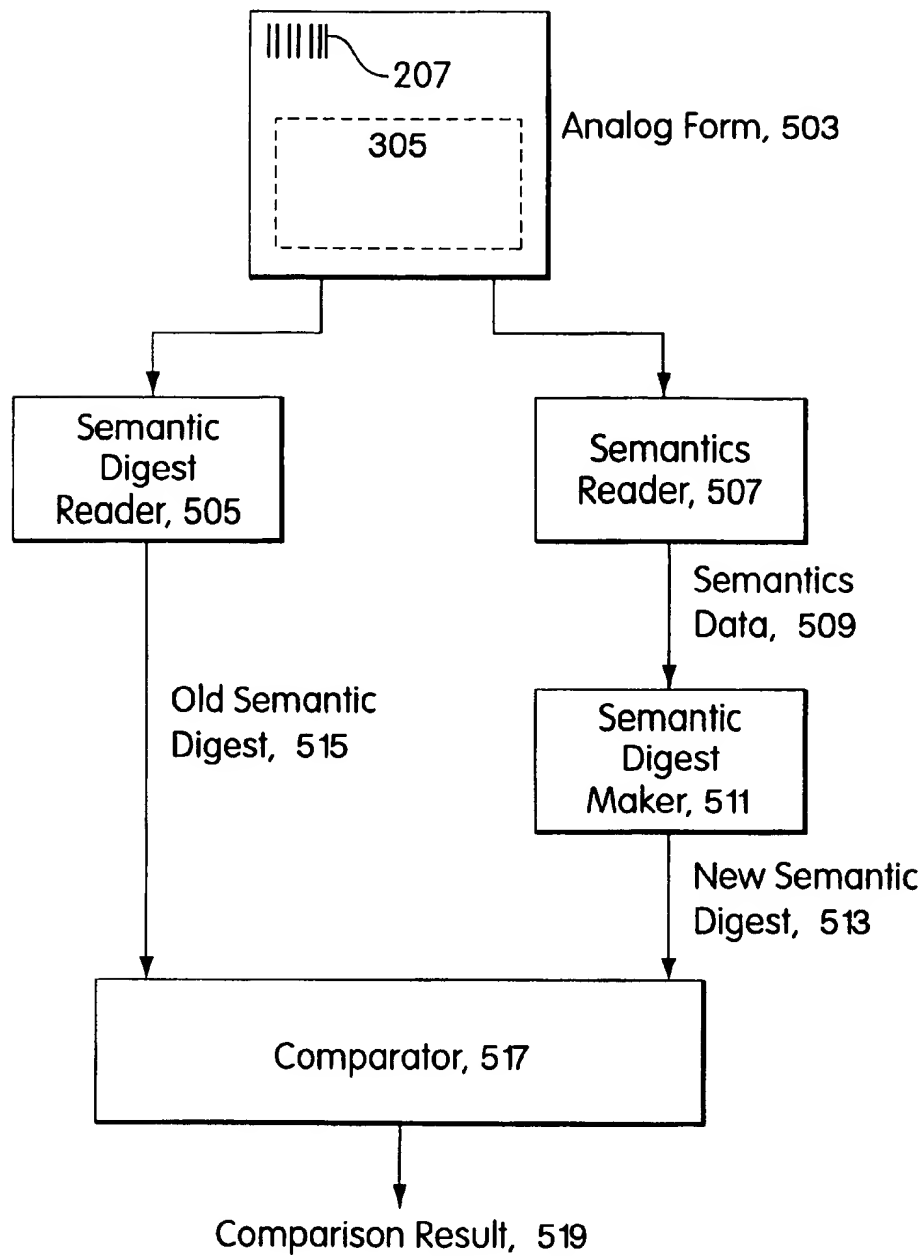 207
Analog Form, 503
305
Semantic
Digest
Reader, 505
Semantics
Reader, 507
Semantics
Data, 509
Old Semantic
Digest, 515
Semantic
Digest
Maker, 511
New Semantic
Digest, 513
Comparator, 517
Comparison Result, 519